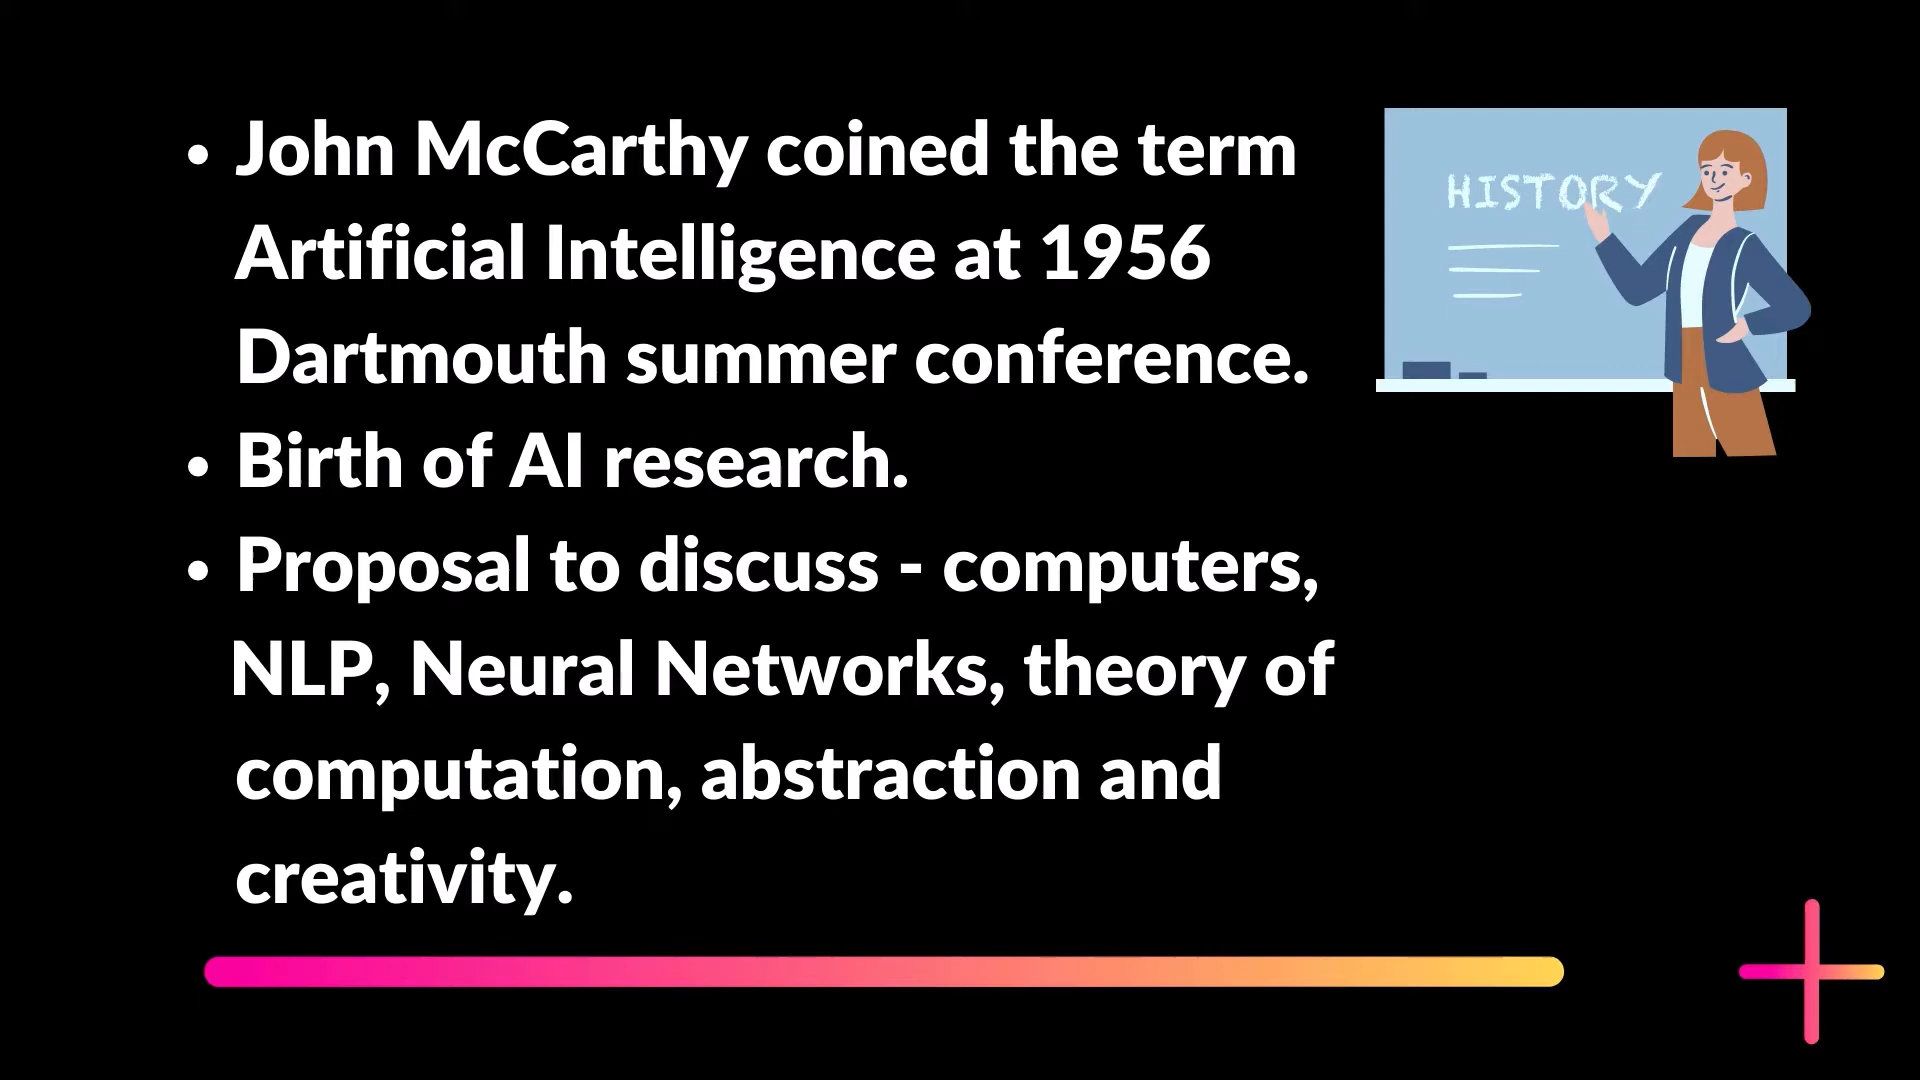 • John McCarthy coined the term
Artificial Intelligence at 1956
Dartmouth summer conference.
• Birth of AI research.
• Proposal to discuss - computers,
NLP, Neural Networks, theory of
computation, abstraction and
creativity.
HISTORY